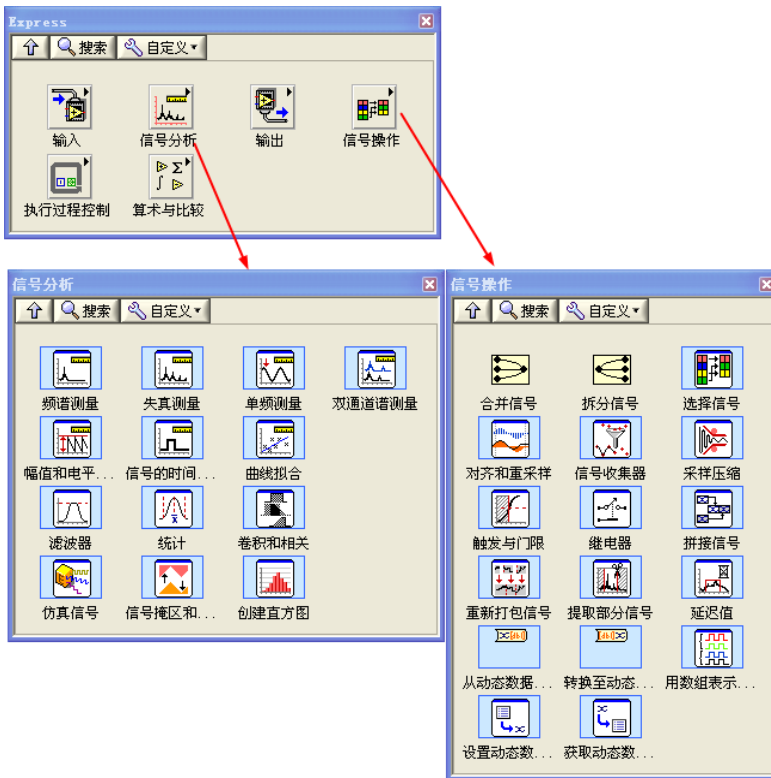 Express
搜索 自定义
输入 信号分析 输出 信号操作
执行过程控制 算术与比较
信号分析
搜索 自定义
频谱测量 失真测量 单频测量 双通道谱测量
幅值和电平... 信号的时间... 曲线拟合
滤波器 统计 卷积和相关
仿真信号 信号掩区和... 创建直方图
信号操作
搜索 自定义
合并信号 拆分信号 选择信号
对齐和重采样 信号收集器 采样压缩
触发与门限 继电器 拼接信号
重新打包信号 提取部分信号 延迟值
从动态数据... 转换至动态... 用数组表示...
设置动态数... 获取动态数...